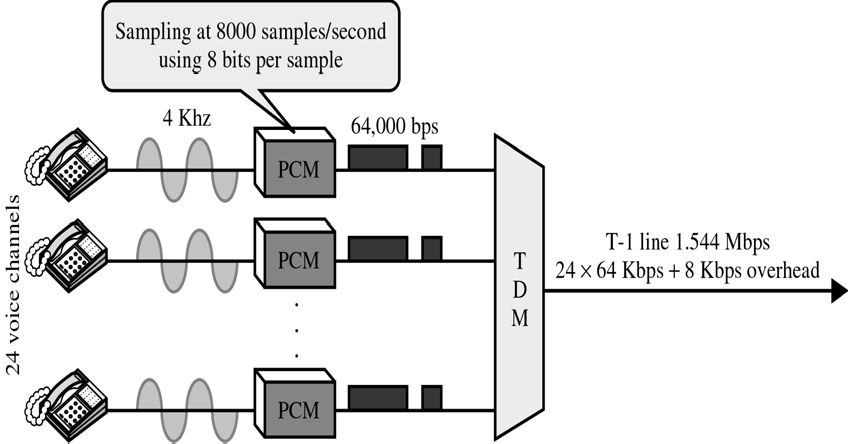 Sampling at 8000 samples/second
using 8 bits per sample
4 Khz
64,000 bps
PCM
24 voice channels
PCM
T
D
M
T-1 line 1.544 Mbps
24 × 64 Kbps + 8 Kbps overhead
PCM